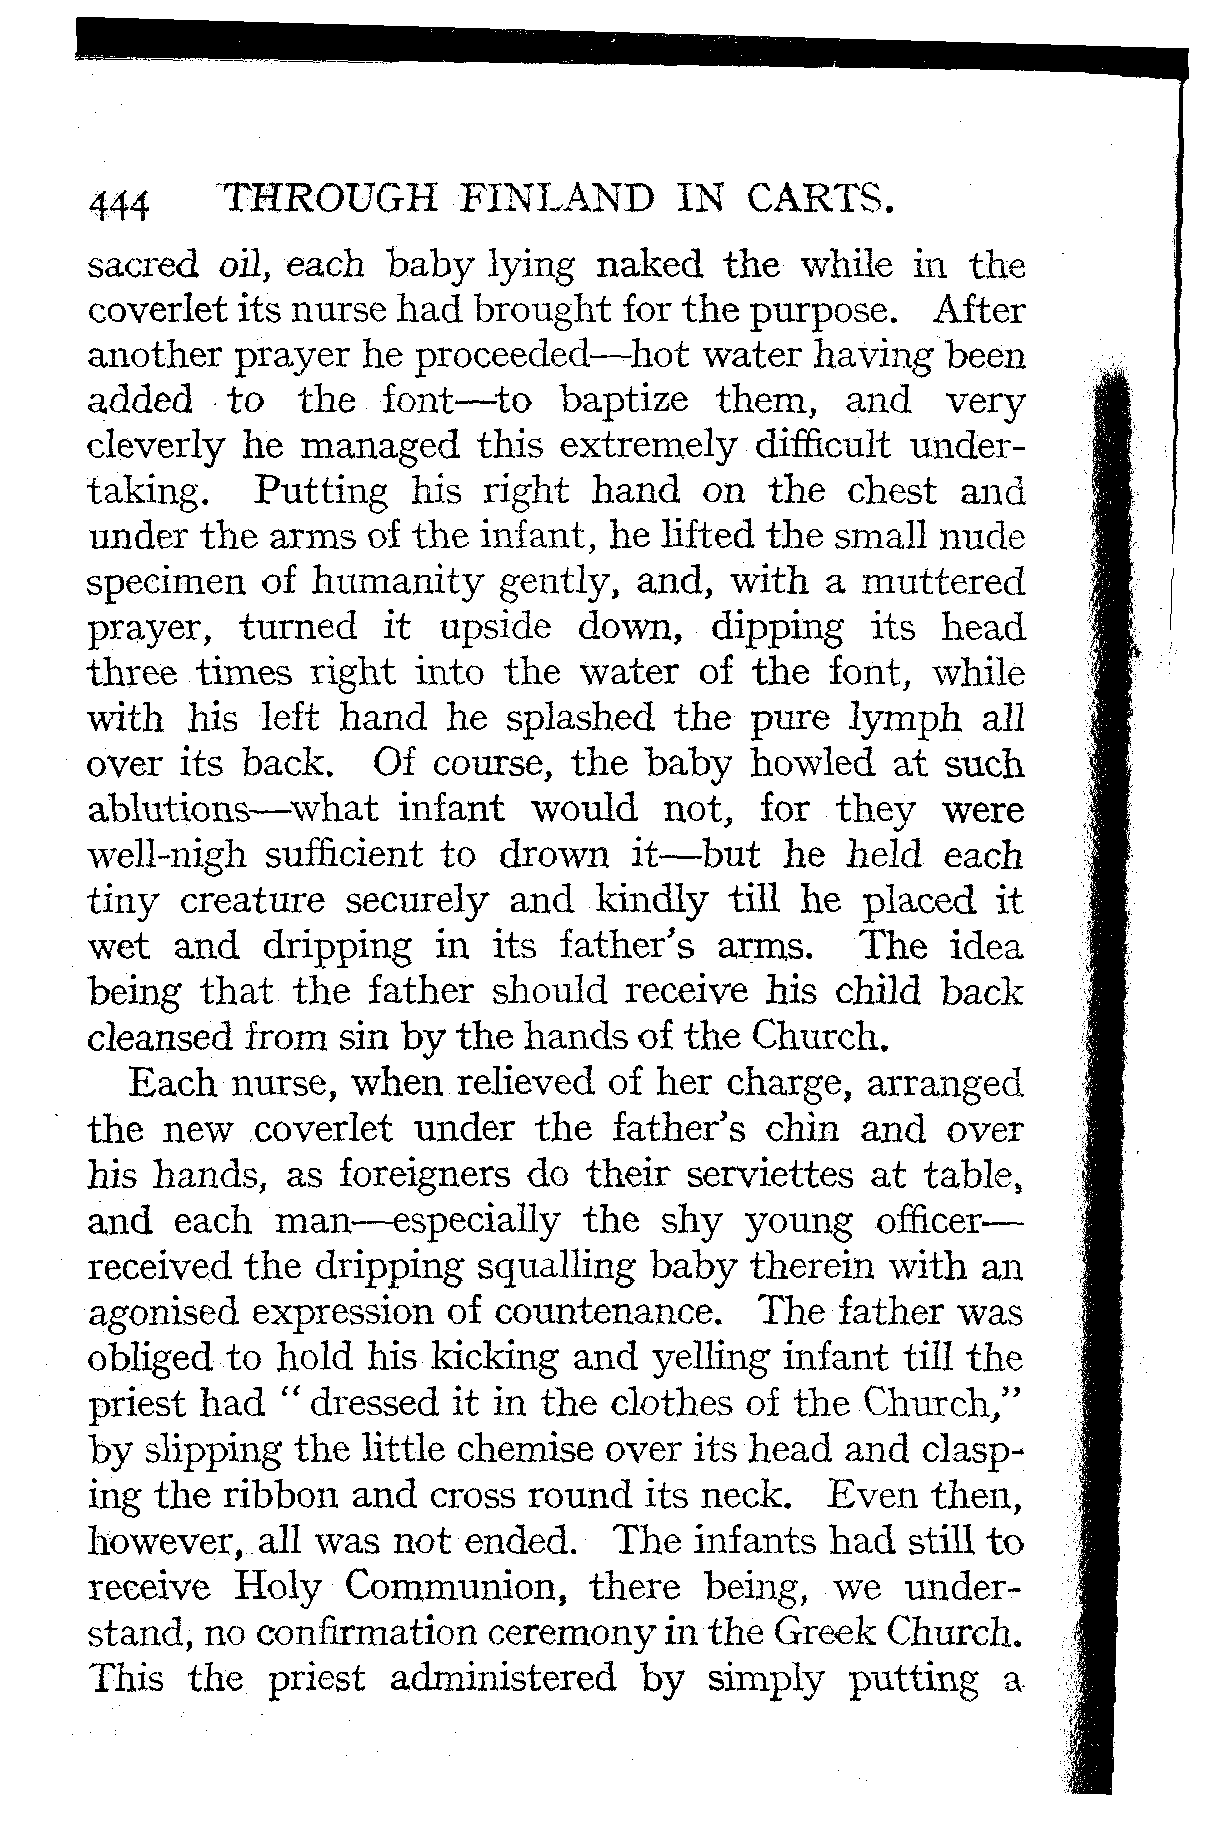 444 THROUGH FINLAND IN CARTS.
sacred oil, each baby lying naked the while in the
coverlet its nurse had brought for the purpose. After
another prayer he proceeded—hot water having been
added to the font—to baptize them, and very
cleverly he managed this extremely difficult under-
taking. Putting his right hand on the chest and
under the arms of the infant, he lifted the small nude
specimen of humanity gently, and, with a muttered
prayer, turned it upside down, dipping its head
three times right into the water of the font, while
with his left hand he splashed the pure lymph all
over its back. Of course, the baby howled at such
ablutions—what infant would not, for they were
well-nigh sufficient to drown it—but he held each
tiny creature securely and kindly till he placed it
wet and dripping in its father's arms. The idea
being that the father should receive his child back
cleansed from sin by the hands of the Church.
Each nurse, when relieved of her charge, arranged
the new coverlet under the father's chin and over
his hands, as foreigners do their serviettes at table,
and each man—especially the shy young officer—
received the dripping squalling baby therein with an
agonised expression of countenance. The father was
obliged to hold his kicking and yelling infant till the
priest had "dressed it in the clothes of the Church,"
by slipping the little chemise over its head and clasp-
ing the ribbon and cross round its neck. Even then,
however, all was not ended. The infants had still to
receive Holy Communion, there being, we under-
stand, no confirmation ceremony in the Greek Church.
This the priest administered by simply putting a